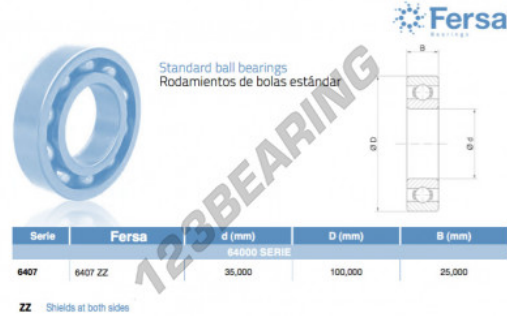 Fersa
Bearings
Standard ball bearings
Rodamientos de bolas estándar
B
Ø D
Ø d
123BEARING
Serie Fersa d (mm) D (mm) B (mm)
64000 SERIE
6407 6407 ZZ 35,000 100,000 25,000
ZZ Shields at both sides